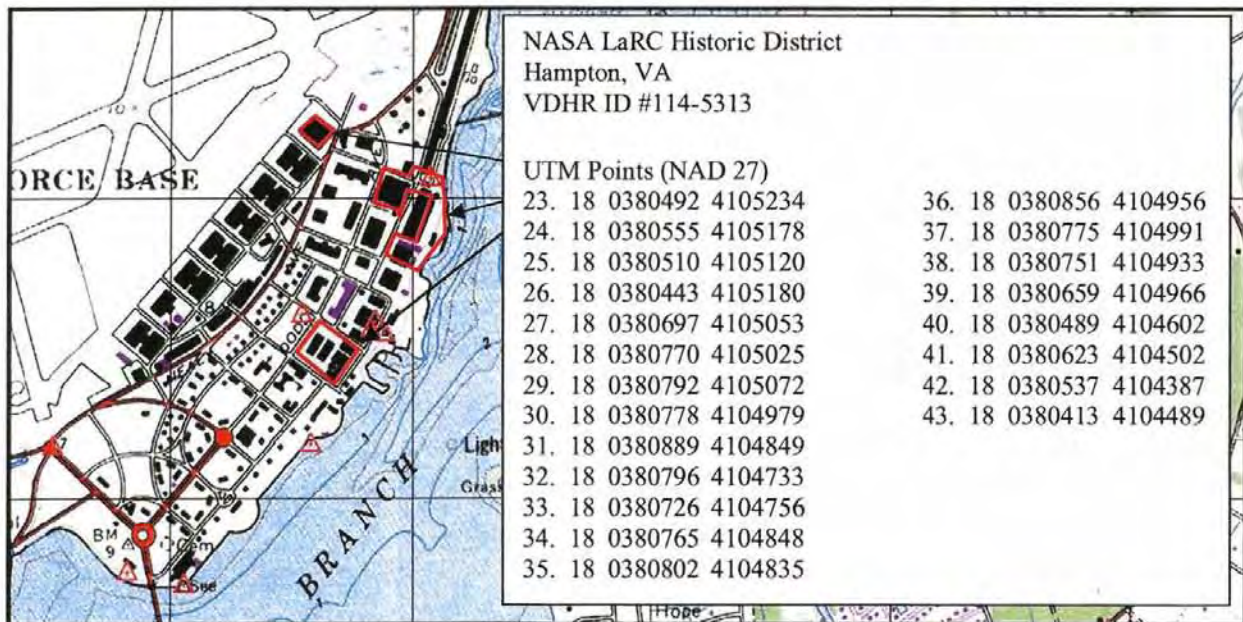 ORCE BASE
BM
9
Cem
BRANCH
Ligh
Gras
Hope
NASA LaRC Historic District
Hampton, VA
VDHR ID #114-5313
UTM Points (NAD 27)
23. 18 0380492 4105234
24. 18 0380555 4105178
25. 18 0380510 4105120
26. 18 0380443 4105180
27. 18 0380697 4105053
28. 18 0380770 4105025
29. 18 0380792 4105072
30. 18 0380778 4104979
31. 18 0380889 4104849
32. 18 0380796 4104733
33. 18 0380726 4104756
34. 18 0380765 4104848
35. 18 0380802 4104835
36. 18 0380856 4104956
37. 18 0380775 4104991
38. 18 0380751 4104933
39. 18 0380659 4104966
40. 18 0380489 4104602
41. 18 0380623 4104502
42. 18 0380537 4104387
43. 18 0380413 4104489